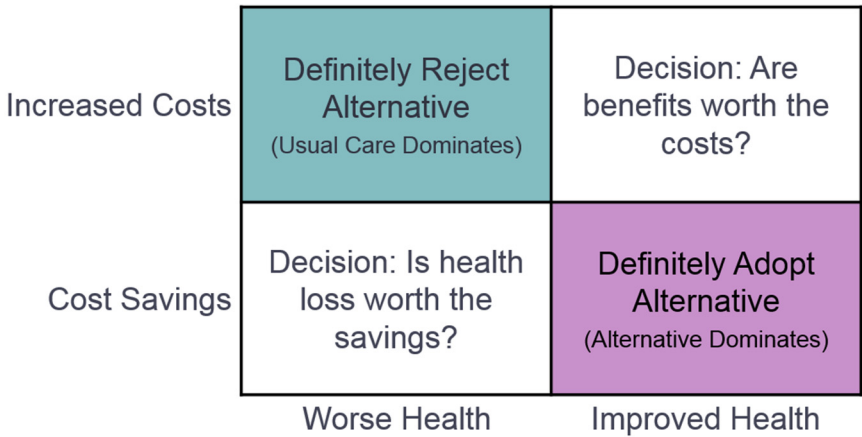 Increased Costs
Definitely Reject
Alternative
(Usual Care Dominates)
Decision: Are
benefits worth the
costs?
Cost Savings
Decision: Is health
loss worth the
savings?
Definitely Adopt
Alternative
(Alternative Dominates)
Worse Health
Improved Health